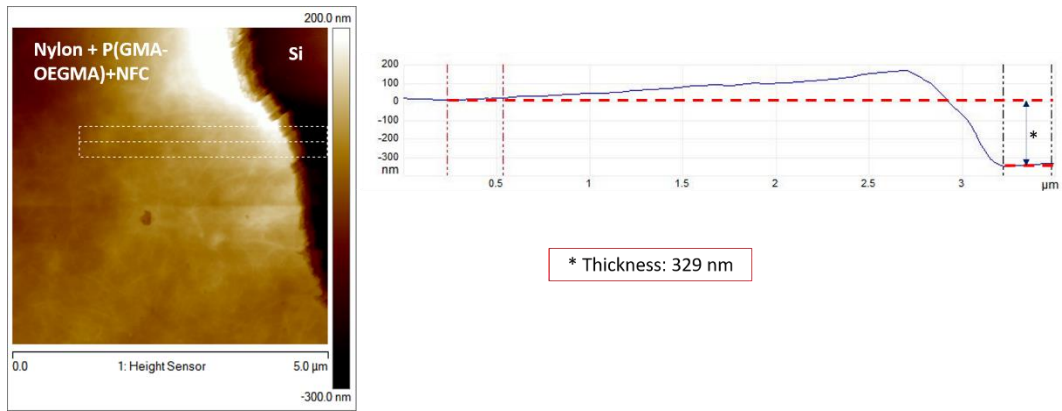 200.0 nm
Nylon + P(GMA-
OEGMA)+NFC
Si
0.0
1: Height Sensor
5.0 µm
-300.0 nm
200
100
0
-100
-200
-300
nm
0.5
1
1.5
2
2.5
3
µm
*
* Thickness: 329 nm